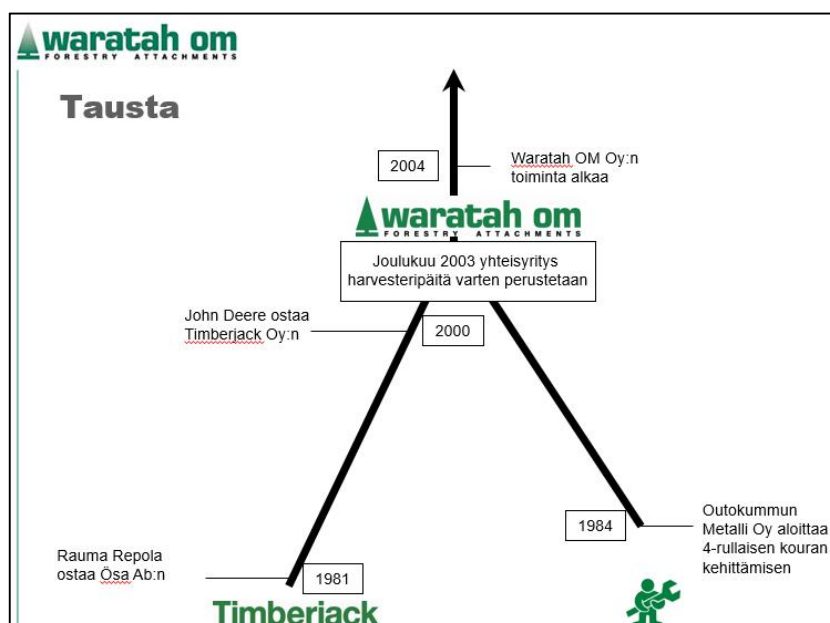 waratah om
FORESTRY ATTACHMENTS
Tausta
2004
Waratah OM Oy:n
toiminta alkaa
waratah om
FORESTRY ATTACHMENTS
Joulukuu 2003 yhteisyritys
harvesteripäitä varten perustetaan
John Deere ostaa
Timberjack Oy:n
2000
1984
Outokummun
Metalli Oy aloittaa
4-rullaisen kouran
kehittämisen
Rauma Repola
ostaa Ösa Ab:n
1981
Timberjack